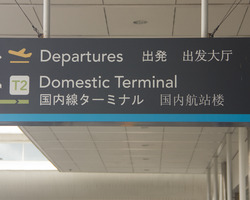 Departures 出発 出发大厅
T2 Domestic Terminal
国内線ターミナル 国内航站楼